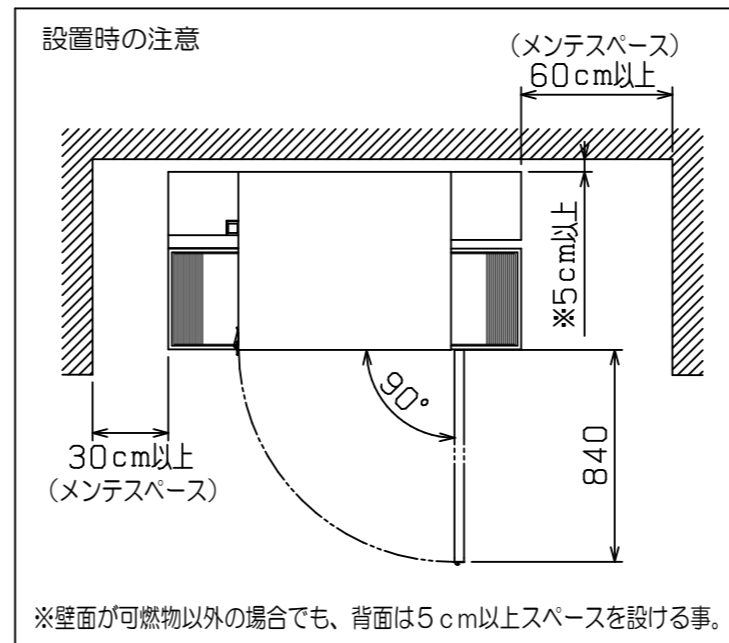 設置時の注意
（メンテスペース）
60cm以上
※5cm以上
90°
840
30cm以上
（メンテスペース）
※壁面が可燃物以外の場合でも、背面は5cm以上スペースを設ける事。